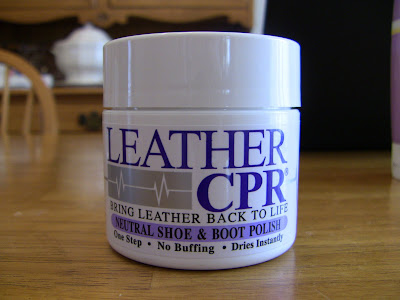 LEATHER
CPR®
BRING LEATHER BACK TO LIFE
NEUTRAL SHOE & BOOT POLISH
One Step • No Buffing • Dries Instantly